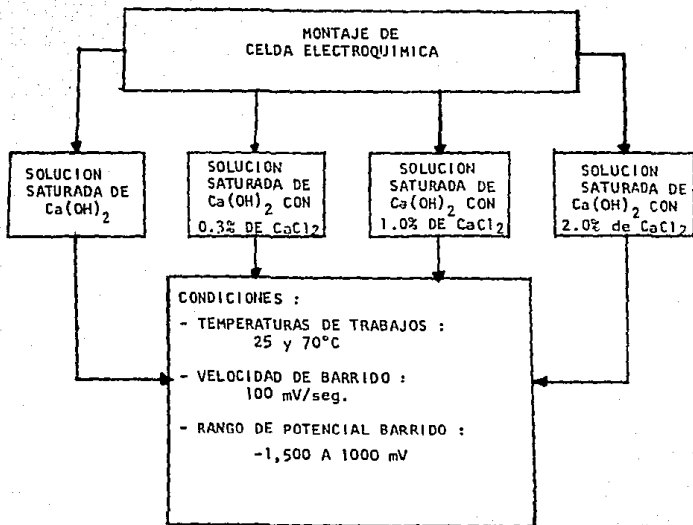 MONTAJE DE
CELDA ELECTROQUIMICA
SOLUCION
SATURADA DE
Ca(OH)2
SOLUCION
SATURADA DE
Ca(OH)2 CON
0.3% DE CaCl2
SOLUCION
SATURADA DE
Ca(OH)2 CON
1.0% DE CaCl2
SOLUCION
SATURADA DE
Ca(OH)2 CON
2.0% de CaCl2
CONDICIONES :
- TEMPERATURAS DE TRABAJOS :
25 y 70°C
- VELOCIDAD DE BARRIDO :
100 mV/seg.
- RANGO DE POTENCIAL BARRIDO :
-1,500 A 1000 mV